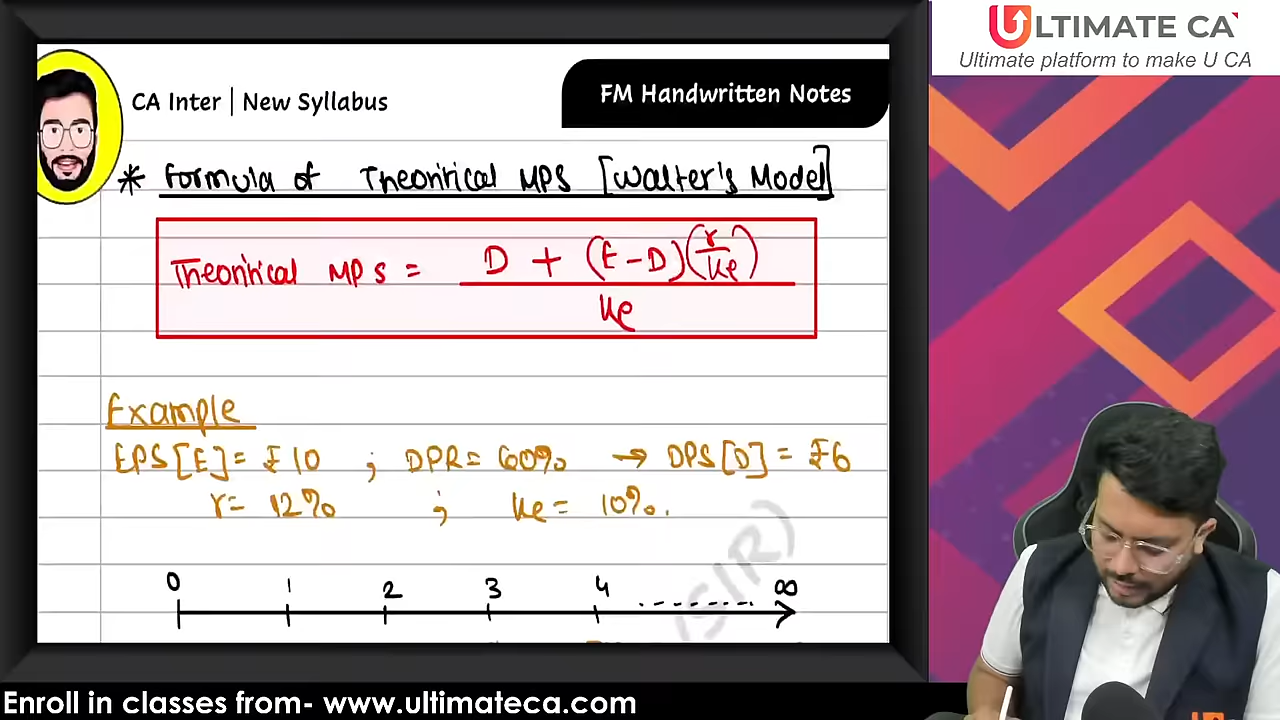 ULTIMATE CA
Ultimate platform to make U CA
CA Inter | New Syllabus
FM Handwritten Notes
* Formula of Theoritical MPS [Walter's Model]
Theoritical MPS = D + (E-D)(r/Ke)
Ke
Example
EPS[E] = ₹10 ; DPR = 60% → DPS[D] = ₹6
r = 12% ; Ke = 10%.
0 1 2 3 4 ........ ∞
SIR)
Enroll in classes from- www.ultimateca.com